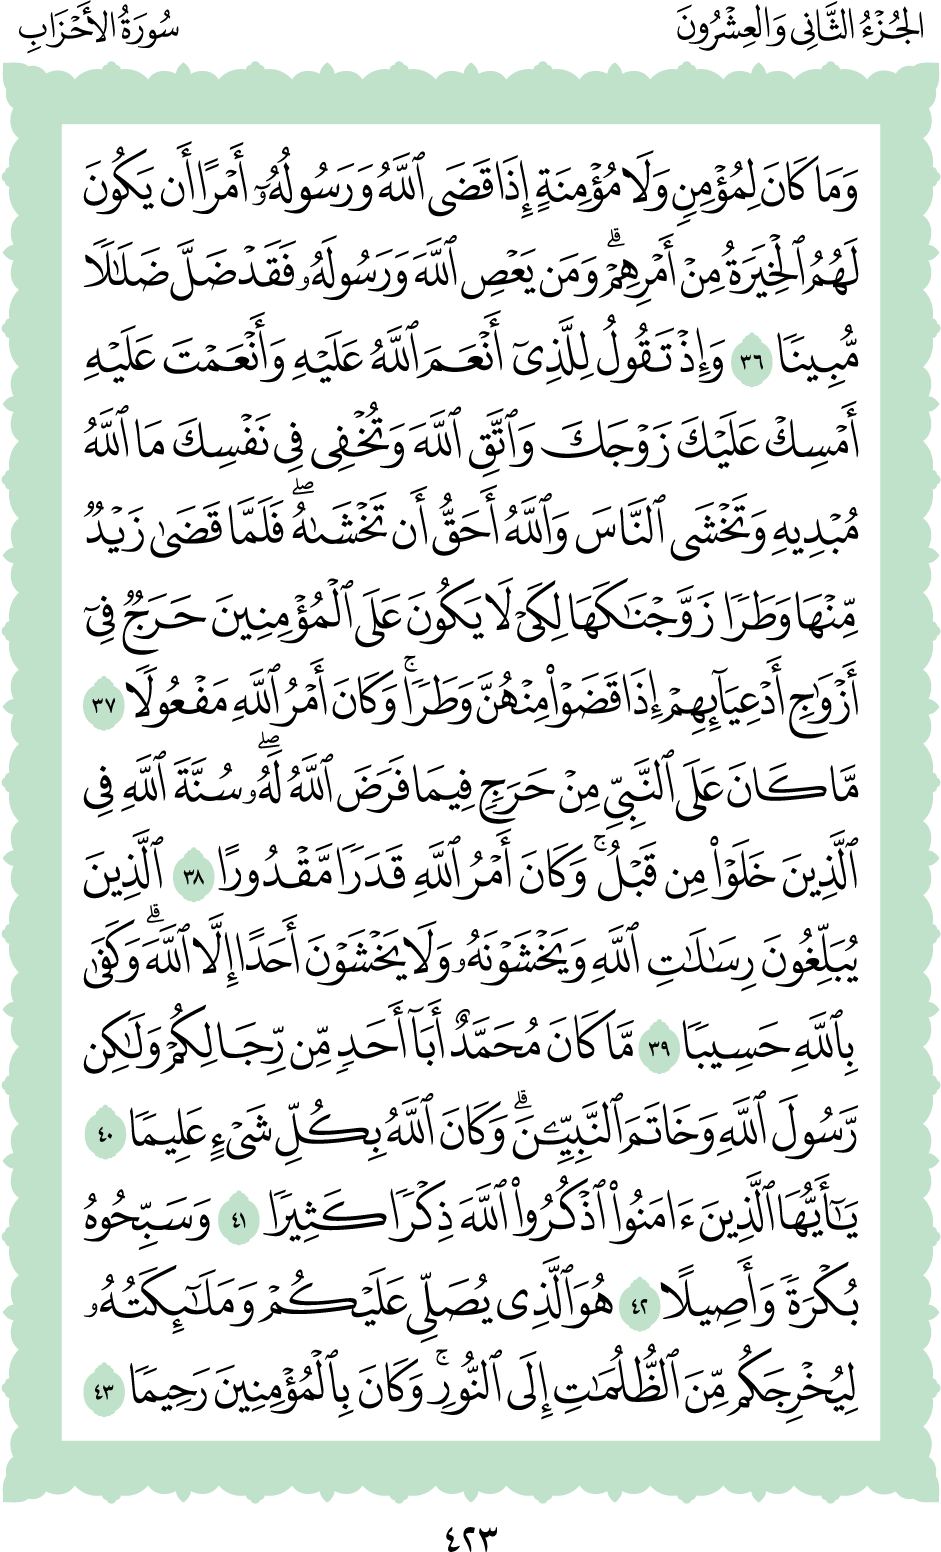 الجُزْءُ الثَّانِي وَالعِشْرُونَ
سُورَةُ الأَحْزَابِ
وَمَا كَانَ لِمُؤْمِنٍ وَلَا مُؤْمِنَةٍ إِذَا قَضَى ٱللَّهُ وَرَسُولُهُۥٓ أَمْرًا أَن يَكُونَ
لَهُمُ ٱلْخِيَرَةُ مِنْ أَمْرِهِمْ ۗ وَمَن يَعْصِ ٱللَّهَ وَرَسُولَهُۥ فَقَدْ ضَلَّ ضَلَٰلًا
مُّبِينًا ٣٦ وَإِذْ تَقُولُ لِلَّذِىٓ أَنْعَمَ ٱللَّهُ عَلَيْهِ وَأَنْعَمْتَ عَلَيْهِ
أَمْسِكْ عَلَيْكَ زَوْجَكَ وَٱتَّقِ ٱللَّهَ وَتُخْفِى فِى نَفْسِكَ مَا ٱللَّهُ
مُبْدِيهِ وَتَخْشَى ٱلنَّاسَ وَٱللَّهُ أَحَقُّ أَن تَخْشَىٰهُ ۖ فَلَمَّا قَضَىٰ زَيْدٌ
مِّنْهَا وَطَرًا زَوَّجْنَٰكَهَا لِكَىْ لَا يَكُونَ عَلَى ٱلْمُؤْمِنِينَ حَرَجٌ فِىٓ
أَزْوَٰجِ أَدْعِيَآئِهِمْ إِذَا قَضَوْا۟ مِنْهُنَّ وَطَرًا ۚ وَكَانَ أَمْرُ ٱللَّهِ مَفْعُولًا ٣٧
مَّا كَانَ عَلَى ٱلنَّبِىِّ مِنْ حَرَجٍ فِيمَا فَرَضَ ٱللَّهُ لَهُۥ ۖ سُنَّةَ ٱللَّهِ فِى
ٱلَّذِينَ خَلَوْا۟ مِن قَبْلُ ۚ وَكَانَ أَمْرُ ٱللَّهِ قَدَرًا مَّقْدُورًا ٣٨ ٱلَّذِينَ
يُبَلِّغُونَ رِسَٰلَٰتِ ٱللَّهِ وَيَخْشَوْنَهُۥ وَلَا يَخْشَوْنَ أَحَدًا إِلَّا ٱللَّهَ ۗ وَكَفَىٰ
بِٱللَّهِ حَسِيبًا ٣٩ مَّا كَانَ مُحَمَّدٌ أَبَآ أَحَدٍ مِّن رِّجَالِكُمْ وَلَٰكِن
رَّسُولَ ٱللَّهِ وَخَاتَمَ ٱلنَّبِيِّۦنَ ۗ وَكَانَ ٱللَّهُ بِكُلِّ شَىْءٍ عَلِيمًا ٤٠
يَٰٓأَيُّهَا ٱلَّذِينَ ءَامَنُوا۟ ٱذْكُرُوا۟ ٱللَّهَ ذِكْرًا كَثِيرًا ٤١ وَسَبِّحُوهُ
بُكْرَةً وَأَصِيلًا ٤٢ هُوَ ٱلَّذِى يُصَلِّى عَلَيْكُمْ وَمَلَٰٓئِكَتُهُۥ
لِيُخْرِجَكُم مِّنَ ٱلظُّلُمَٰتِ إِلَى ٱلنُّورِ ۚ وَكَانَ بِٱلْمُؤْمِنِينَ رَحِيمًا ٤٣
٤٢٣